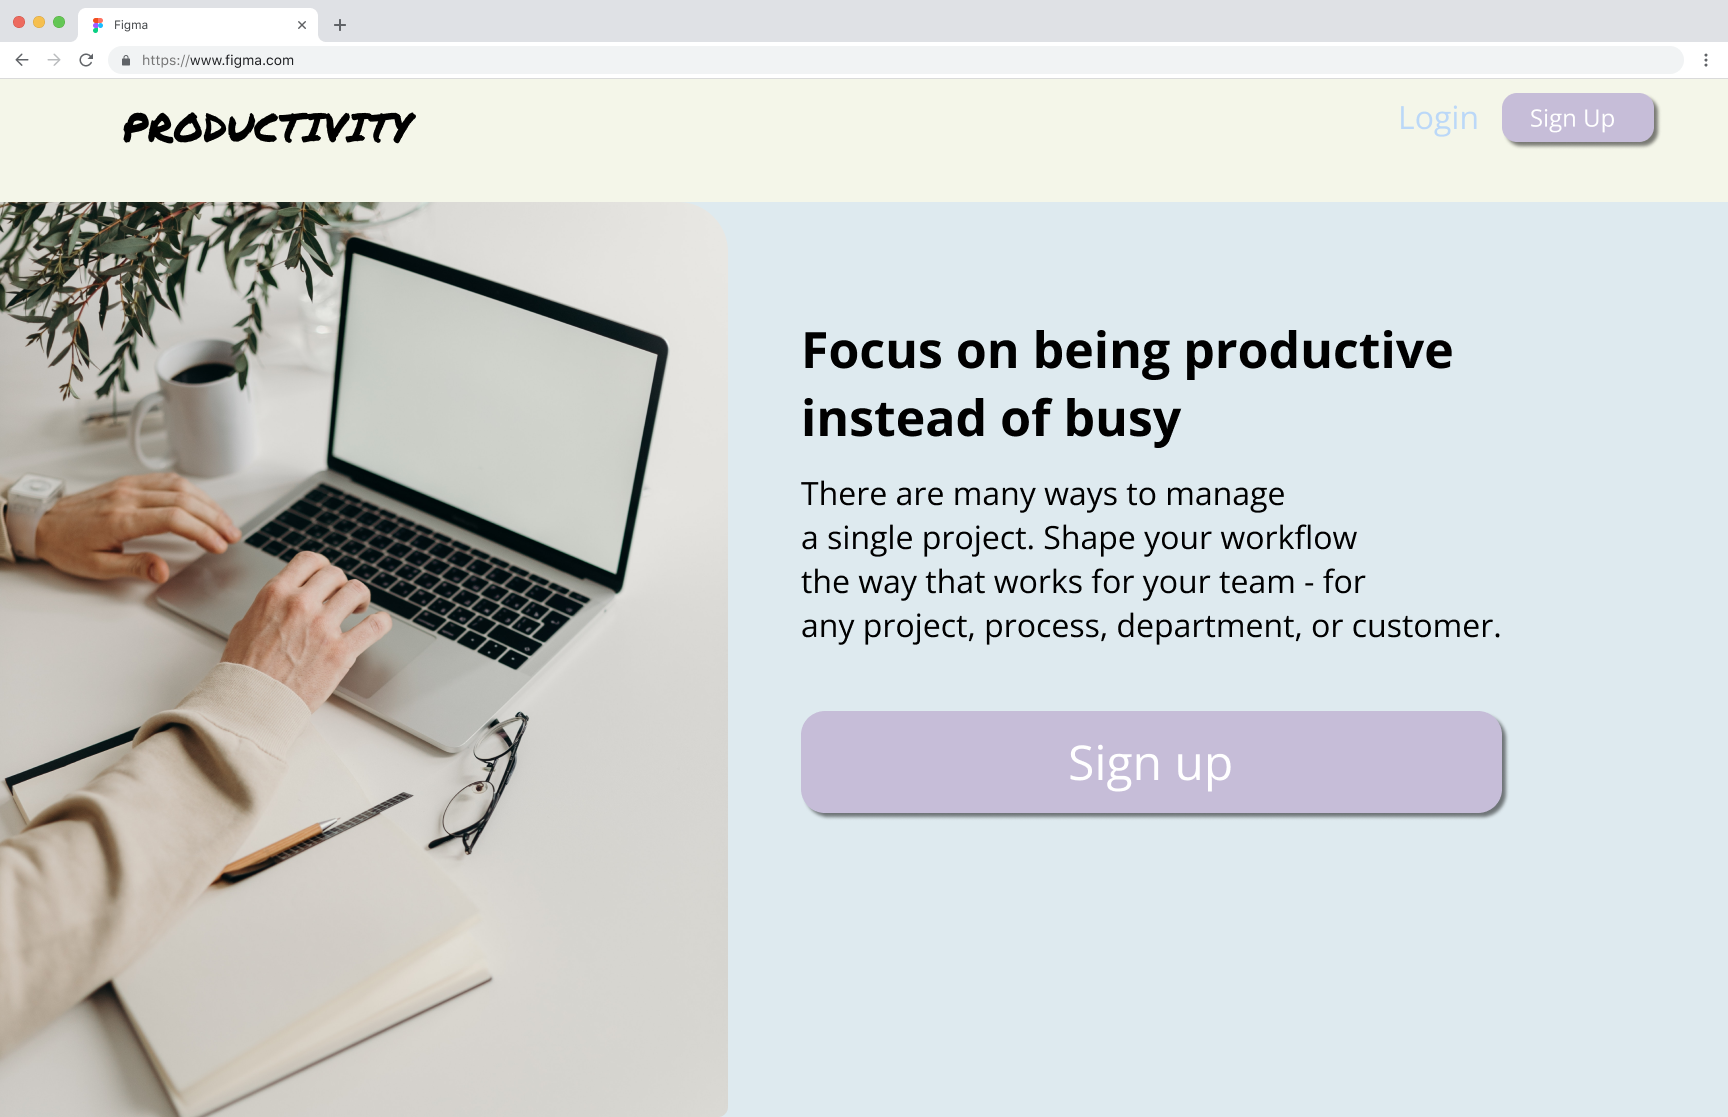 Figma
https://www.figma.com
PRODUCTIVITY
Login
Sign Up
Focus on being productive
instead of busy
There are many ways to manage
a single project. Shape your workflow
the way that works for your team - for
any project, process, department, or customer.
Sign up